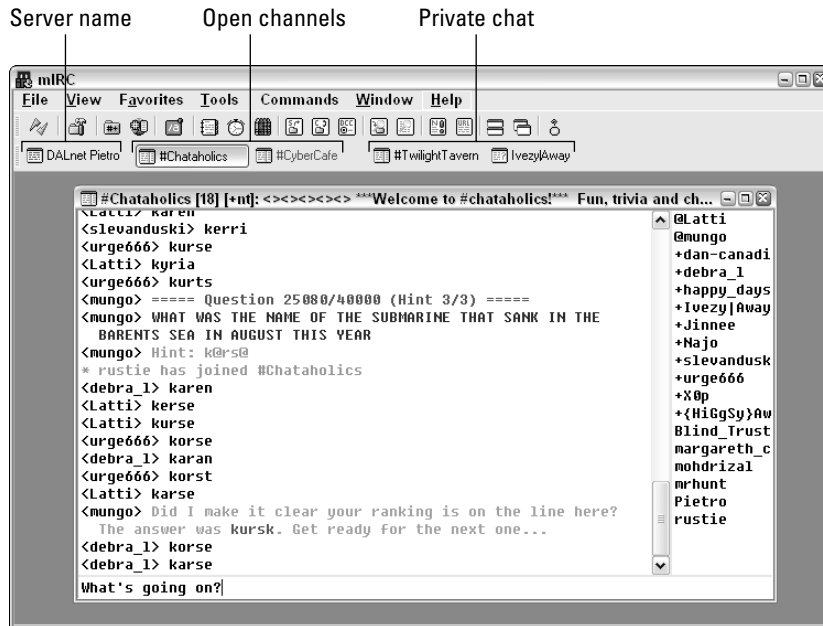 Server name Open channels Private chat
mIRC
File View Favorites Tools Commands Window Help
DALnet Pietro #Chataholics #CyberCafe #TwilightTavern Ivezy|Away
#Chataholics [18] [+nt]: <><><><><> ***Welcome to #chataholics!*** Fun, trivia and ch...
<Latti> karen
<slevanduski> kerri
<urge666> kurse
<Latti> kyria
<urge666> kurts
<mungo> ===== Question 25080/40000 (Hint 3/3) =====
<mungo> WHAT WAS THE NAME OF THE SUBMARINE THAT SANK IN THE
BARENTS SEA IN AUGUST THIS YEAR
<mungo> Hint: k@rs@
* rustie has joined #Chataholics
<debra_l> karen
<Latti> kerse
<Latti> kurse
<urge666> korse
<debra_l> karan
<urge666> korst
<Latti> karse
<mungo> Did I make it clear your ranking is on the line here?
The answer was kursk. Get ready for the next one...
<debra_l> korse
<debra_l> karse
What's going on?
@Latti
@mungo
+dan-canadi
+debra_l
+happy_days
+Ivezy|Away
+Jinnee
+Najo
+slevandusk
+urge666
+X0p
+{HiGgSy}Aw
Blind_Trust
margareth_c
mohdrizal
mrhunt
Pietro
rustie